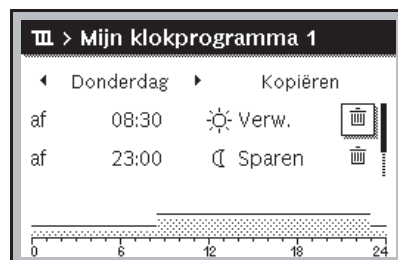 > Mijn klokprogramma 1
Donderdag Kopiëren
af 08:30 Verw.
af 23:00 Sparen
0 6 12 18 24